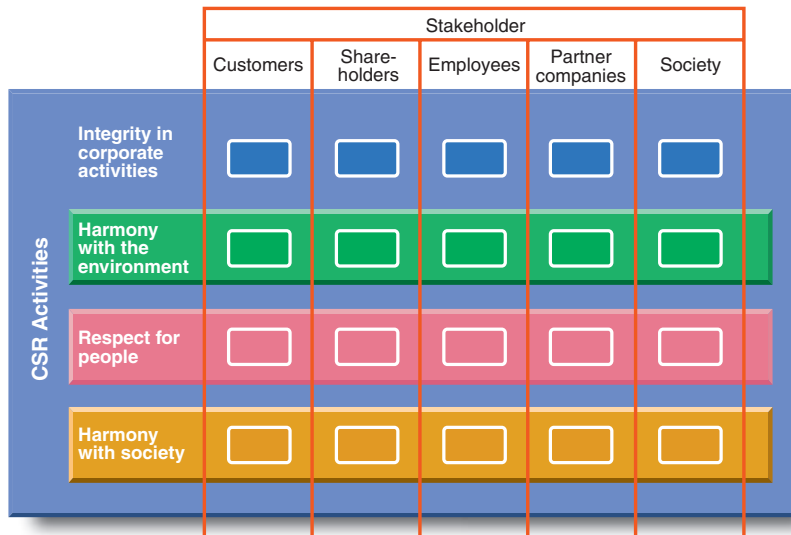 Stakeholder
Customers
Share-
holders
Employees
Partner
companies
Society
CSR Activities
Integrity in
corporate
activities
Harmony
with the
environment
Respect for
people
Harmony
with society